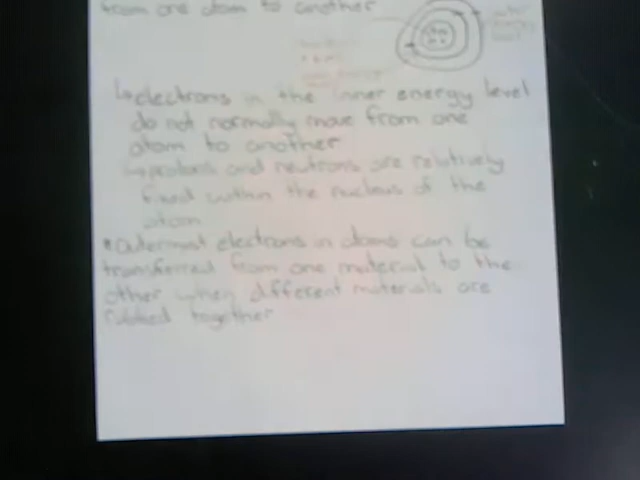 from one atom to another
↳electrons in the inner energy level
do not normally move from one
atom to another
→protons and neutrons are relatively
fixed within the nucleus of the
atom
•outermost electrons in atoms can be
transferred from one material to the
other when different materials are
rubbed together